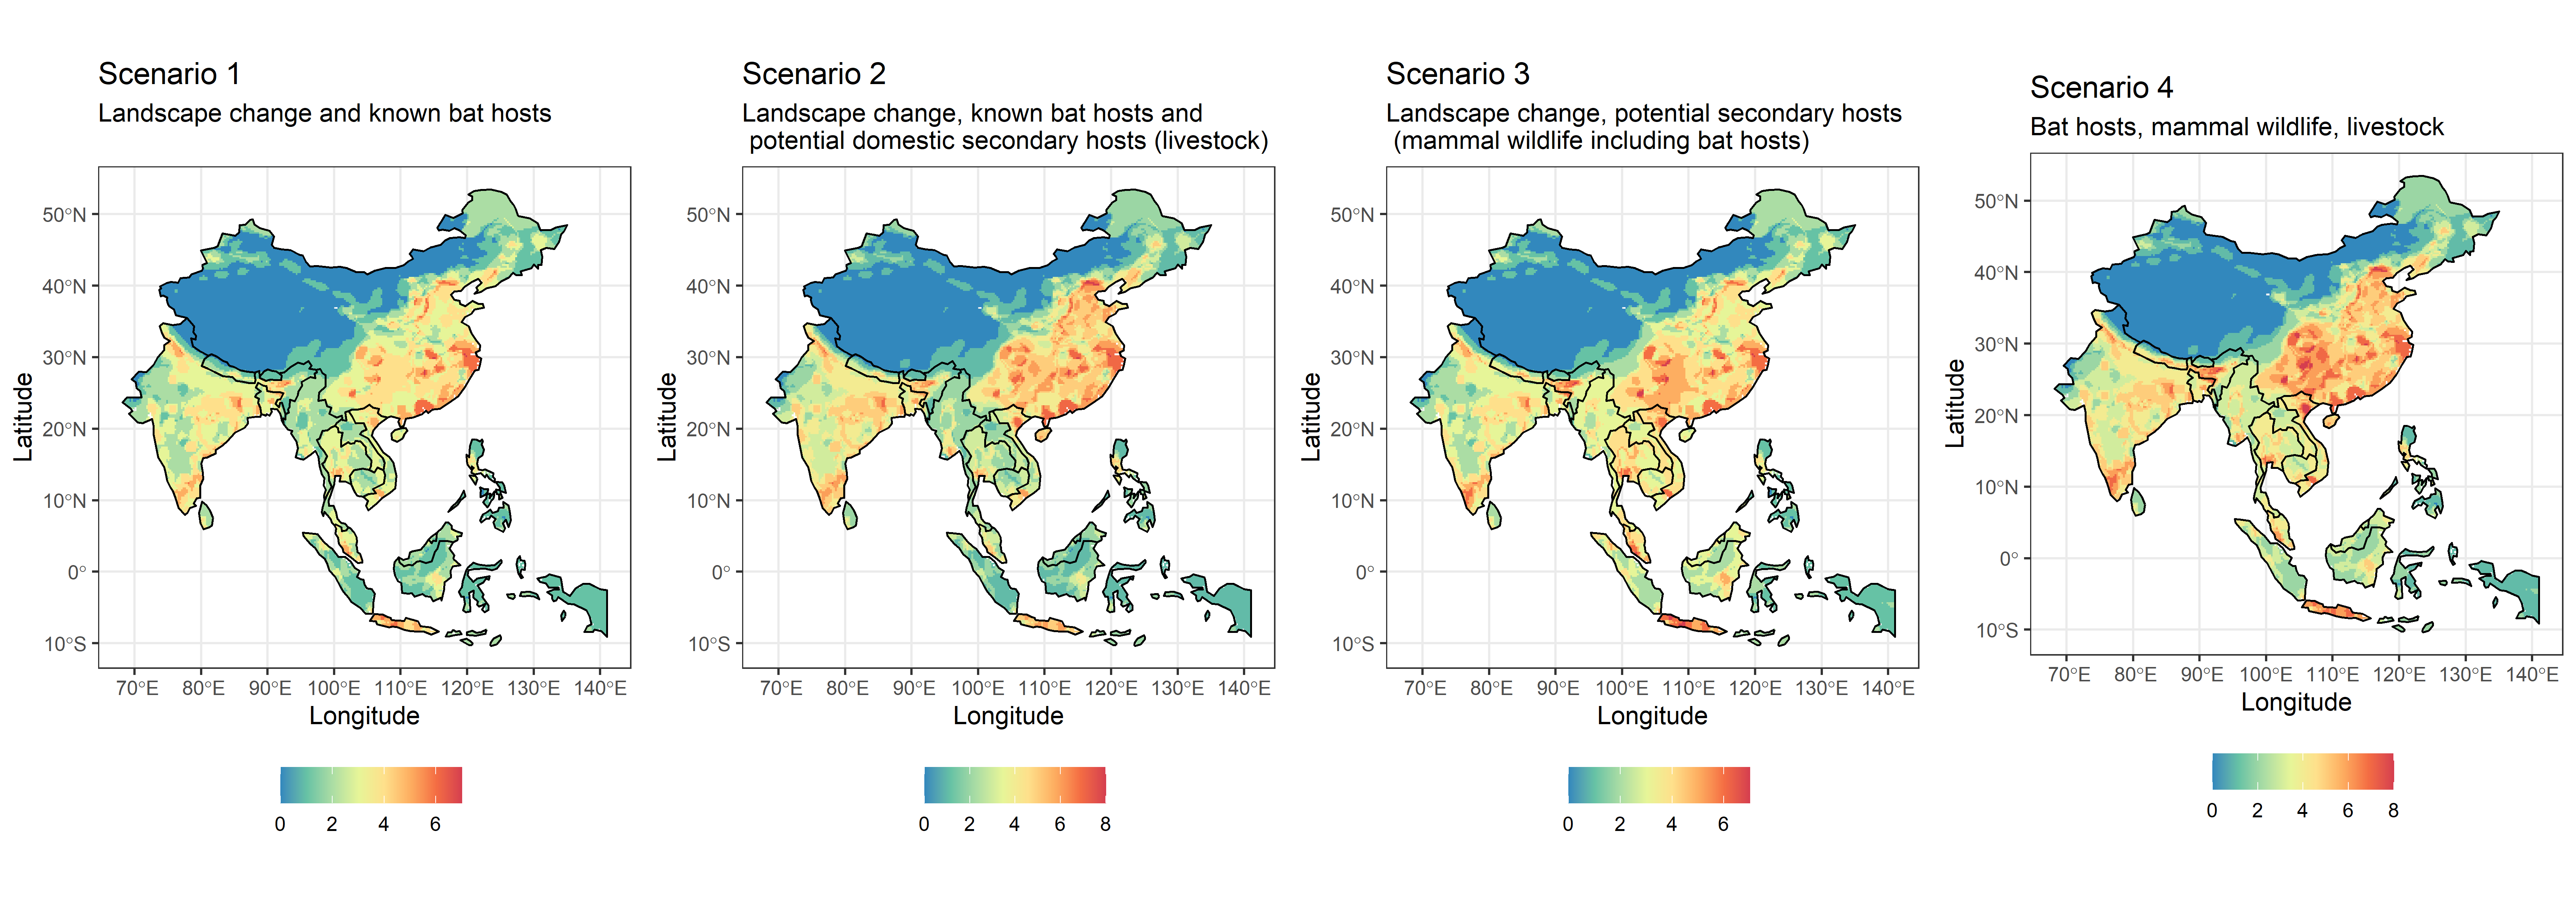 Scenario 1
Landscape change and known bat hosts
50°N
40°N
30°N
20°N
10°N
0°
10°S
Latitude
70°E 80°E 90°E 100°E 110°E 120°E 130°E 140°E
Longitude
0 2 4 6
Scenario 2
Landscape change, known bat hosts and
potential domestic secondary hosts (livestock)
50°N
40°N
30°N
20°N
10°N
0°
10°S
Latitude
70°E 80°E 90°E 100°E 110°E 120°E 130°E 140°E
Longitude
0 2 4 6 8
Scenario 3
Landscape change, potential secondary hosts
(mammal wildlife including bat hosts)
50°N
40°N
30°N
20°N
10°N
0°
10°S
Latitude
70°E 80°E 90°E 100°E 110°E 120°E 130°E 140°E
Longitude
0 2 4 6
Scenario 4
Bat hosts, mammal wildlife, livestock
50°N
40°N
30°N
20°N
10°N
0°
10°S
Latitude
70°E 80°E 90°E 100°E 110°E 120°E 130°E 140°E
Longitude
0 2 4 6 8